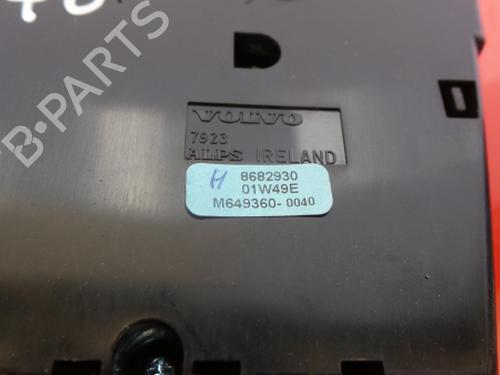 VOLVO
7923
ALPS IRELAND
H 8682930
01W49E
M649360-0040
B-PARTS